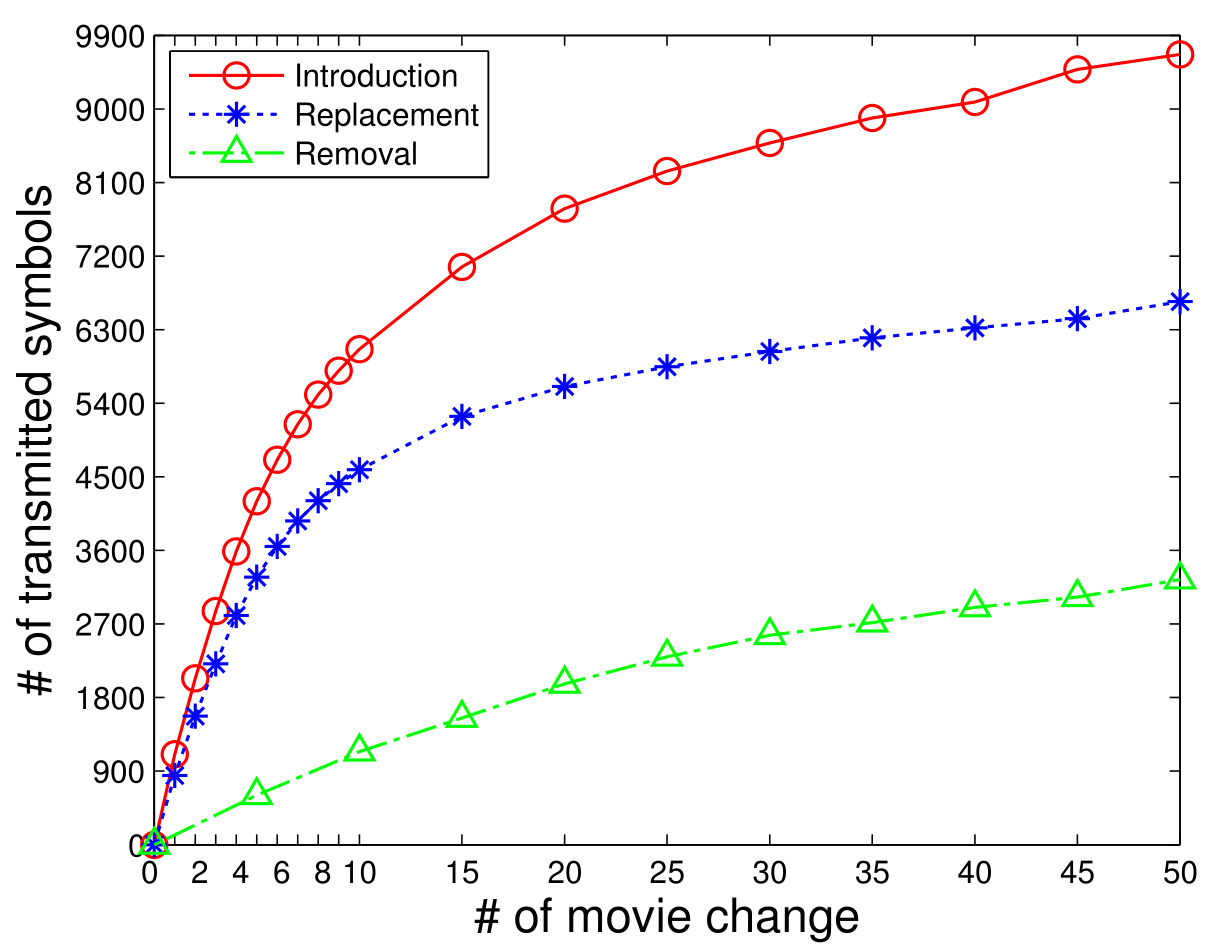 9900
9000
8100
7200
6300
5400
4500
3600
2700
1800
900
0
# of transmitted symbols
Introduction
Replacement
Removal
0 2 4 6 8 10 15 20 25 30 35 40 45 50
# of movie change